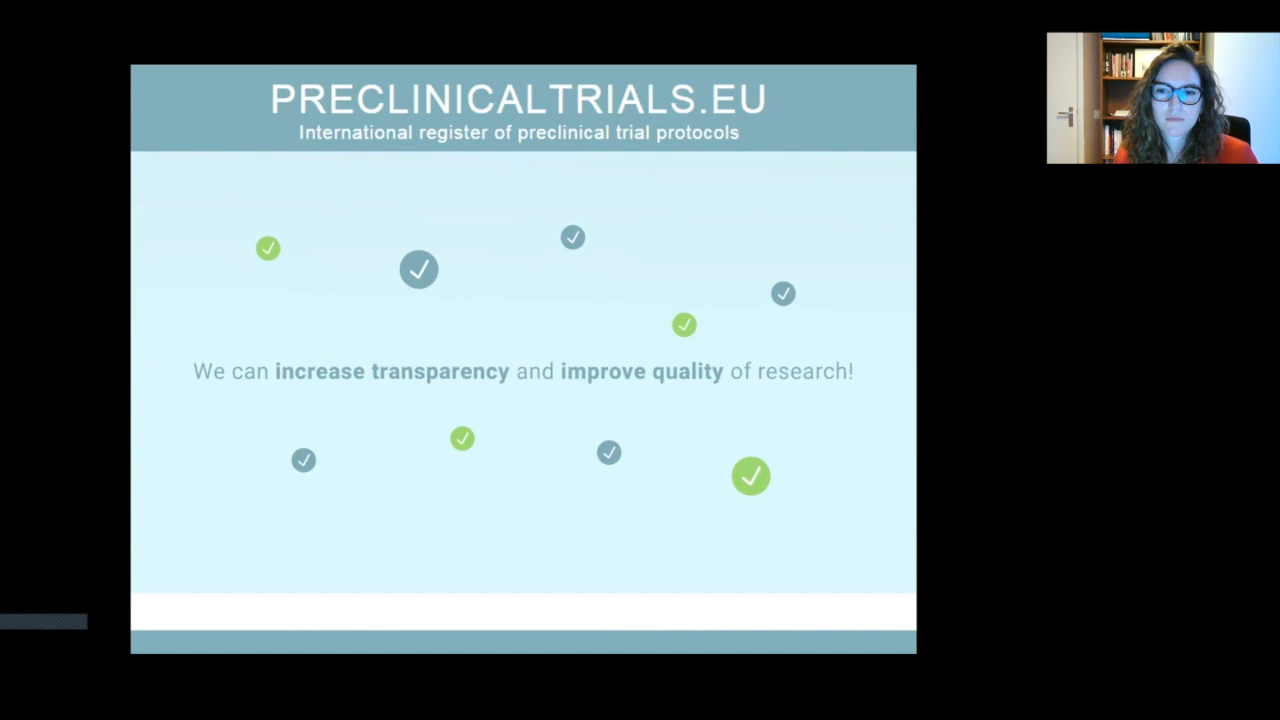 PRECLINICALTRIALS.EU
International register of preclinical trial protocols
We can increase transparency and improve quality of research!